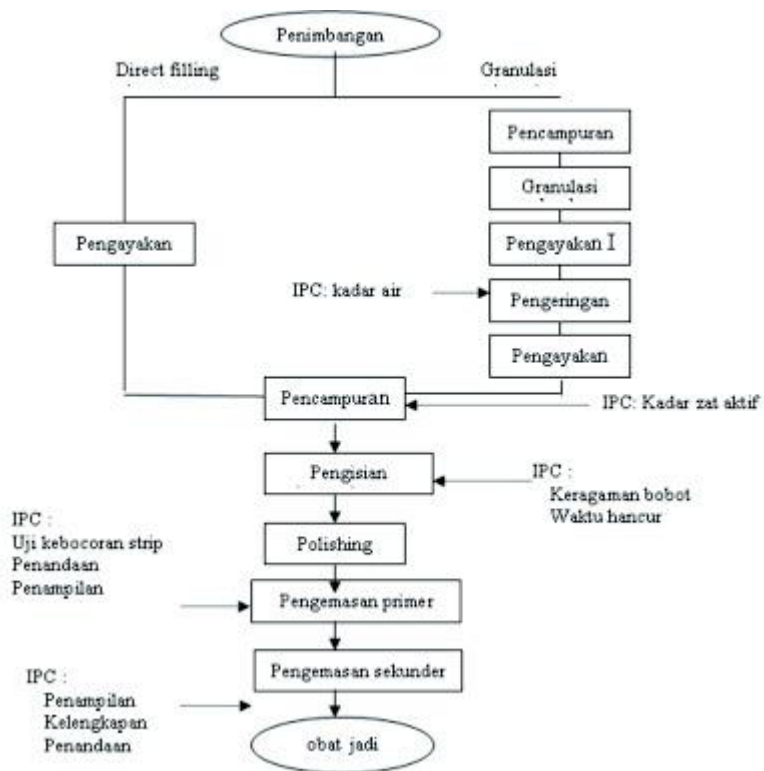 Penimbangan
Direct filling
Granulasi
Pencampuran
Granulasi
Pengayakan
Pengayakan I
IPC: kadar air
Pengeringan
Pengayakan
Pencampuran
IPC: Kadar zat aktif
Pengisian
IPC :
Keragaman bobot
Waktu hancur
IPC :
Uji kebocoran strip
Penandaan
Penampilan
Polishing
Pengemasan primer
Pengemasan sekunder
IPC :
Penampilan
Kelengkapan
Penandaan
obat jadi